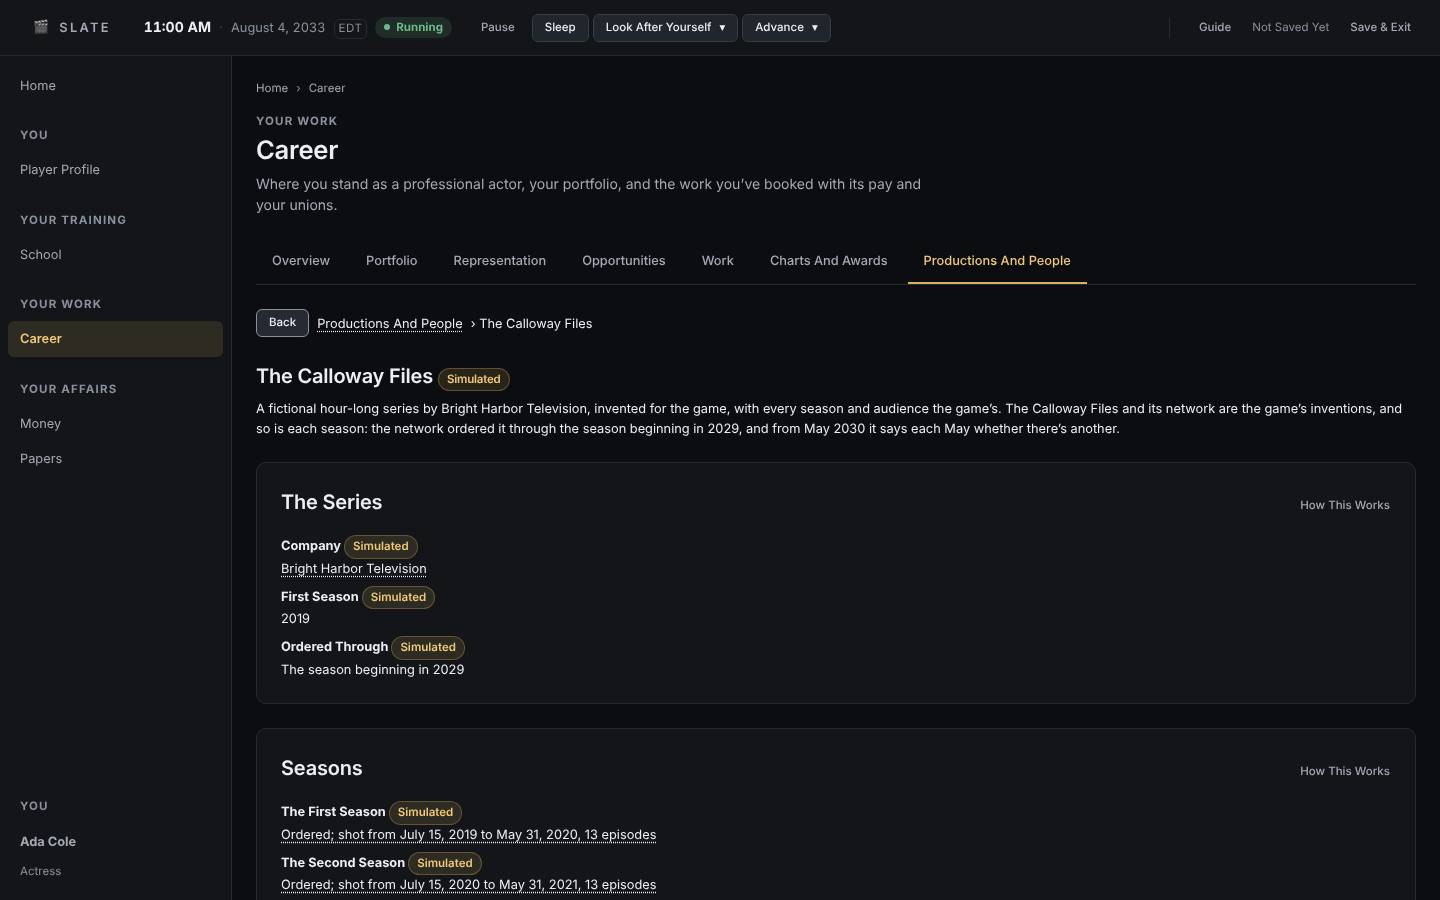 SLATE
11:00 AM · August 4, 2033 EDT Running Pause Sleep Look After Yourself ▾ Advance ▾ Guide Not Saved Yet Save & Exit
Home
YOU
Player Profile
YOUR TRAINING
School
YOUR WORK
Career
YOUR AFFAIRS
Money
Papers
YOU
Ada Cole
Actress
Home › Career
YOUR WORK
Career
Where you stand as a professional actor, your portfolio, and the work you’ve booked with its pay and
your unions.
Overview Portfolio Representation Opportunities Work Charts And Awards Productions And People
Back Productions And People › The Calloway Files
The Calloway Files Simulated
A fictional hour-long series by Bright Harbor Television, invented for the game, with every season and audience the game’s. The Calloway Files and its network are the game’s inventions, and
so is each season: the network ordered it through the season beginning in 2029, and from May 2030 it says each May whether there’s another.
The Series How This Works
Company Simulated
Bright Harbor Television
First Season Simulated
2019
Ordered Through Simulated
The season beginning in 2029
Seasons How This Works
The First Season Simulated
Ordered; shot from July 15, 2019 to May 31, 2020, 13 episodes
The Second Season Simulated
Ordered; shot from July 15, 2020 to May 31, 2021, 13 episodes